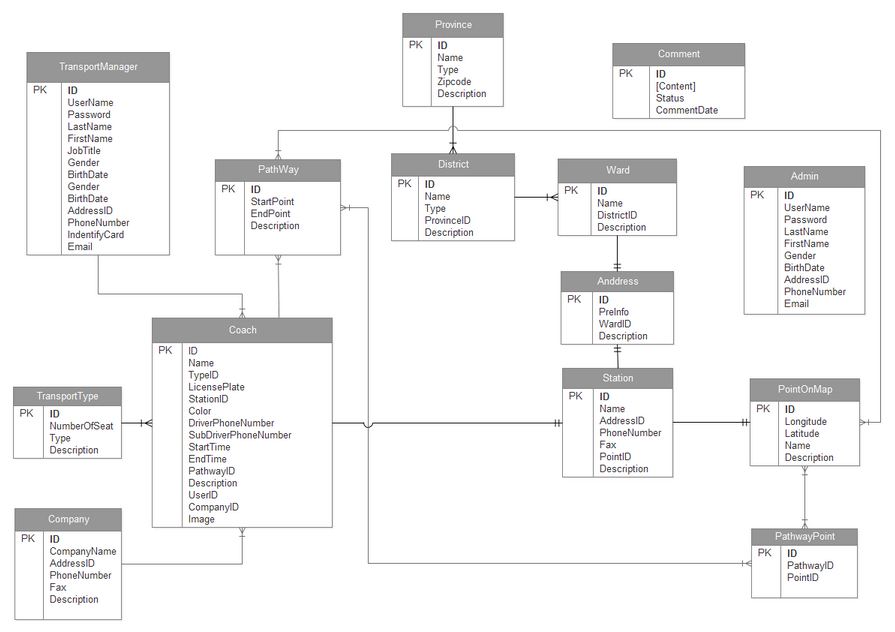 Province
PK
ID
Name
Type
Zipcode
Description
Comment
PK
ID
[Content]
Status
CommentDate
TransportManager
PK
ID
UserName
Password
LastName
FirstName
JobTitle
Gender
BirthDate
Gender
BirthDate
AddressID
PhoneNumber
IndentifyCard
Email
PathWay
PK
ID
StartPoint
EndPoint
Description
District
PK
ID
Name
Type
ProvinceID
Description
Ward
PK
ID
Name
DistrictID
Description
Admin
PK
ID
UserName
Password
LastName
FirstName
Gender
BirthDate
AddressID
PhoneNumber
Email
Anddress
PK
ID
PreInfo
WardID
Description
Coach
PK
ID
Name
TypeID
LicensePlate
StationID
Color
DriverPhoneNumber
SubDriverPhoneNumber
StartTime
EndTime
PathwayID
Description
UserID
CompanyID
Image
TransportType
PK
ID
NumberOfSeat
Type
Description
Station
PK
ID
Name
AddressID
PhoneNumber
Fax
PointID
Description
PointOnMap
PK
ID
Longitude
Latitude
Name
Description
Company
PK
ID
CompanyName
AddressID
PhoneNumber
Fax
Description
PathwayPoint
PK
ID
PathwayID
PointID